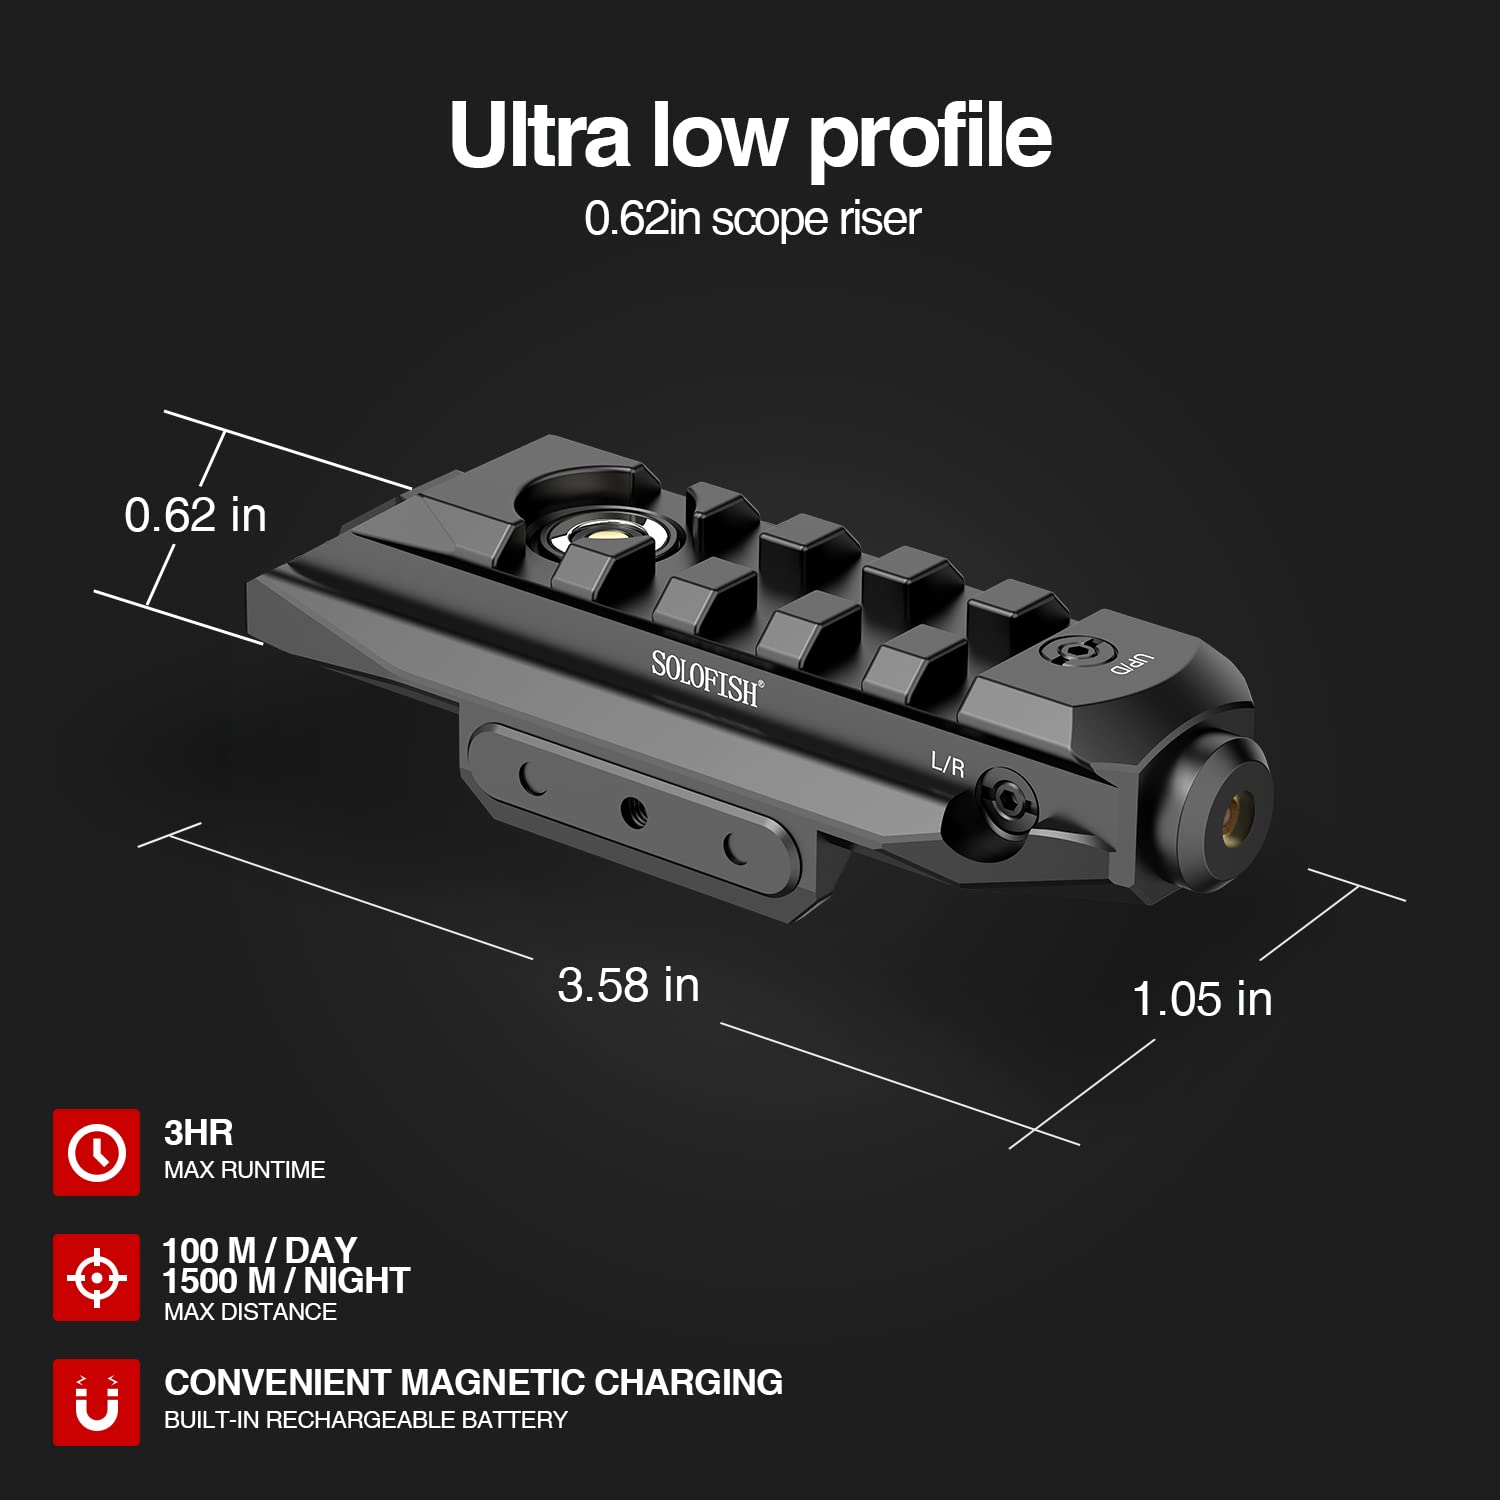 Ultra low profile
0.62in scope riser
0.62 in
SOLOFISH®
UP/D
L/R
3.58 in
1.05 in
3HR
MAX RUNTIME
100 M / DAY
1500 M / NIGHT
MAX DISTANCE
CONVENIENT MAGNETIC CHARGING
BUILT-IN RECHARGEABLE BATTERY